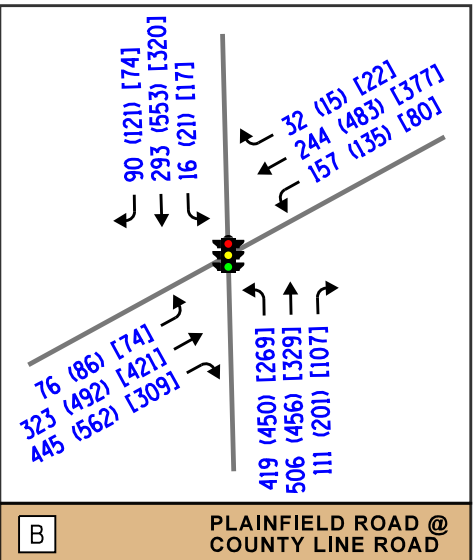 90 (121) [74]
293 (553) [320]
16 (21) [17]
32 (15) [22]
244 (483) [377]
157 (135) [80]
76 (86) [74]
323 (492) [421]
445 (562) [309]
419 (450) [269]
506 (456) [329]
111 (201) [107]
B
PLAINFIELD ROAD @
COUNTY LINE ROAD